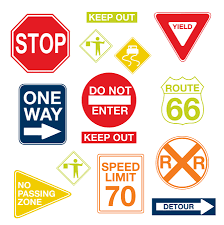 KEEP OUT
STOP
YIELD
ONE
WAY
DO NOT
ENTER
ROUTE
66
KEEP OUT
NO
PASSING
ZONE
SPEED
LIMIT
70
R R
DETOUR